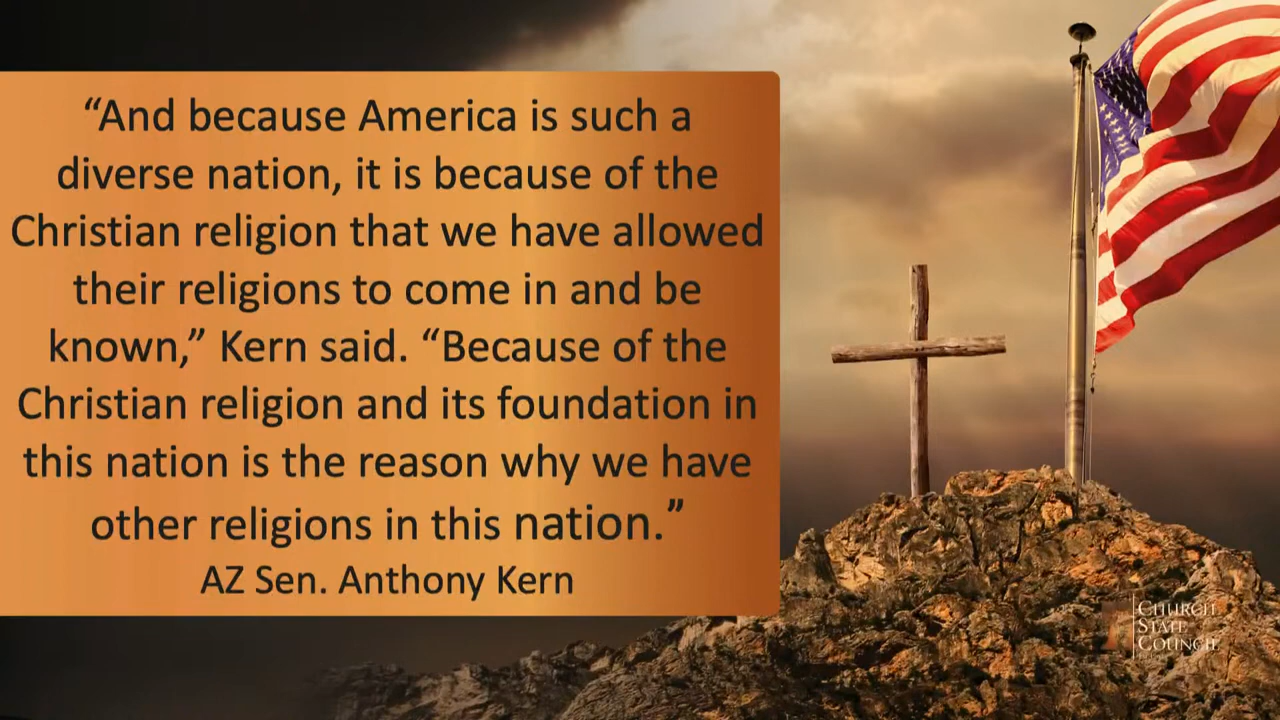 “And because America is such a
diverse nation, it is because of the
Christian religion that we have allowed
their religions to come in and be
known,” Kern said. “Because of the
Christian religion and its foundation in
this nation is the reason why we have
other religions in this nation.”
AZ Sen. Anthony Kern
CHURCH
STATE
COUNCIL